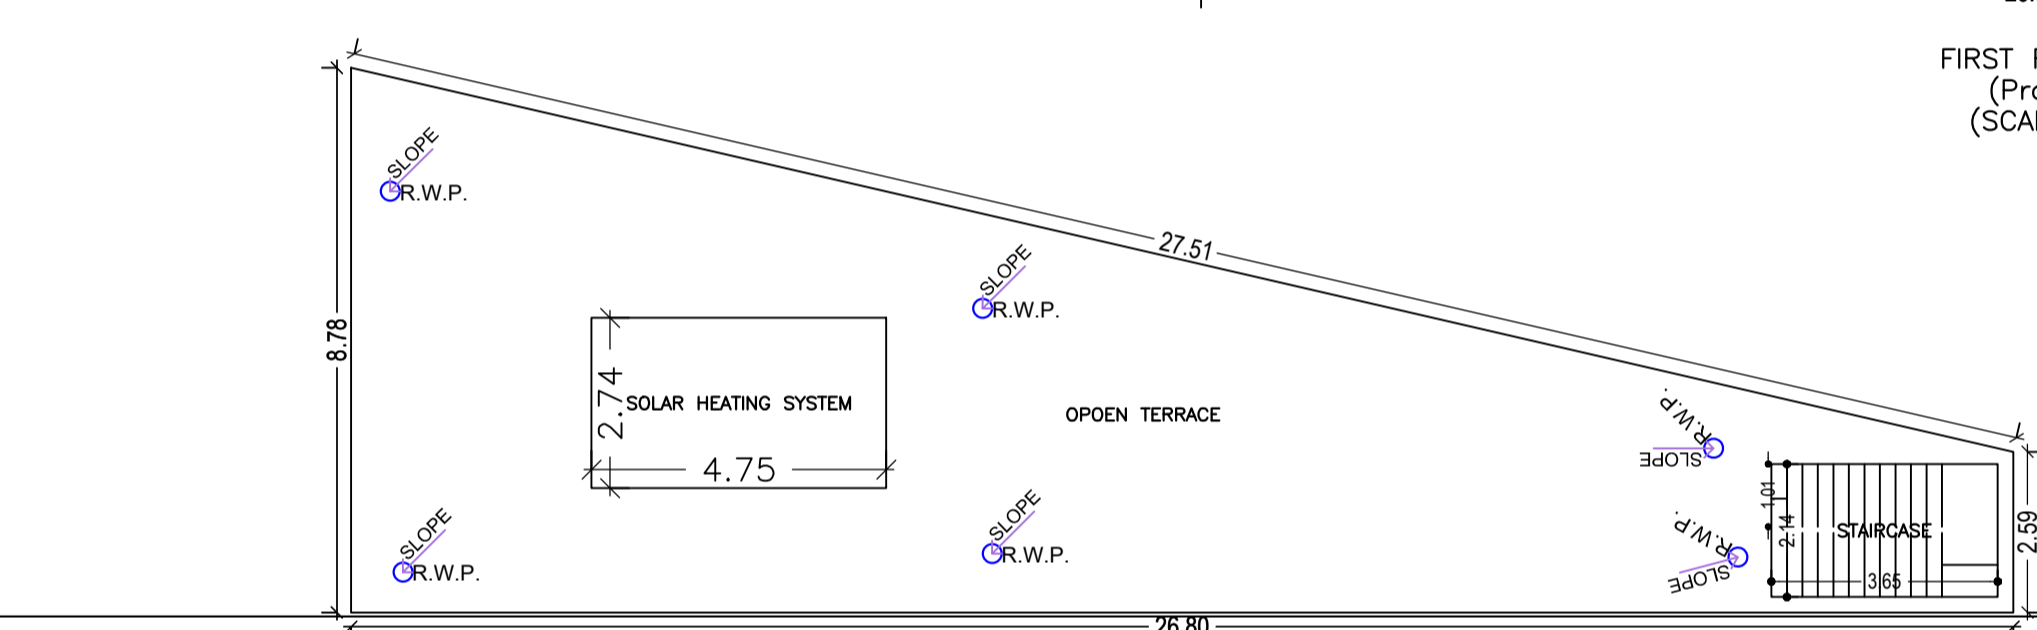 FIRST
(Pro
(SCA
SLOPE
R.W.P.
27.51
SLOPE
R.W.P.
8.78
2.74
SOLAR HEATING SYSTEM
4.75
OPOEN TERRACE
R.W.P.
SLOPE
1.01
2.14
STAIRCASE
3.65
2.59
R.W.P.
SLOPE
SLOPE
R.W.P.
SLOPE
R.W.P.
26.80